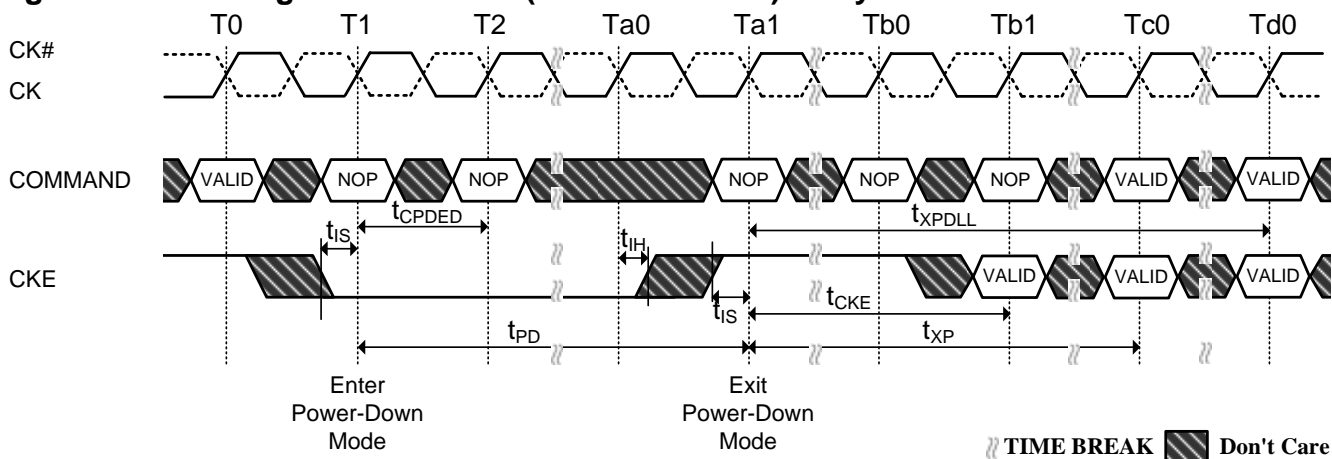 T0 T1 T2 Ta0 Ta1 Tb0 Tb1 Tc0 Td0
CK#
CK
COMMAND
VALID NOP NOP NOP NOP NOP VALID VALID
tCPDED
tXPDLL
tIS
tIH
CKE
VALID VALID VALID
tIS
tCKE
tPD
tXP
Enter
Power-Down
Mode
Exit
Power-Down
Mode
TIME BREAK Don't Care